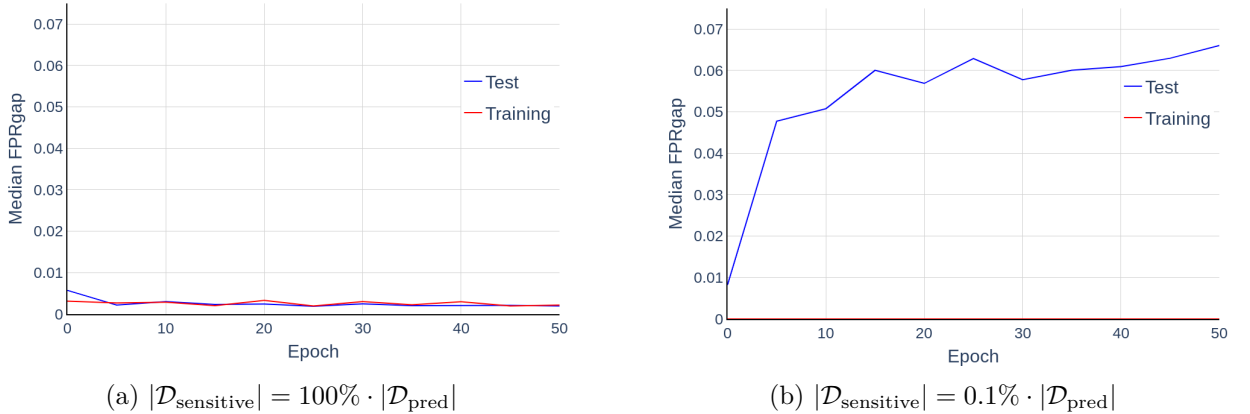 0.07
0.06
0.05
0.04
0.03
0.02
0.01
0
Median FPRgap
Test
Training
0 10 20 30 40 50
Epoch
(a) |𝒟sensitive| = 100% · |𝒟pred|
0.07
0.06
0.05
0.04
0.03
0.02
0.01
0
Median FPRgap
Test
Training
0 10 20 30 40 50
Epoch
(b) |𝒟sensitive| = 0.1% · |𝒟pred|